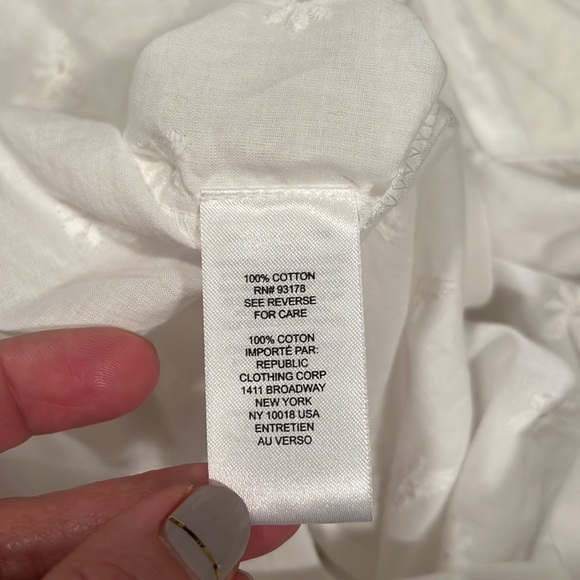 100% COTTON
RN# 93178
SEE REVERSE
FOR CARE
100% COTON
IMPORTÉ PAR:
REPUBLIC
CLOTHING CORP
1411 BROADWAY
NEW YORK
NY 10018 USA
ENTRETIEN
AU VERSO